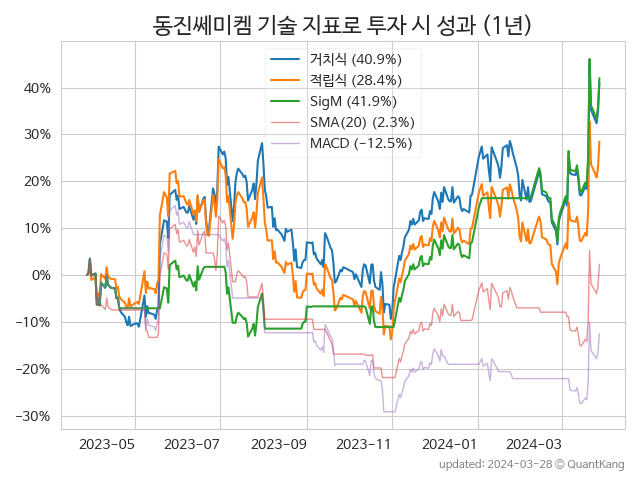 동진쎄미켐 기술 지표로 투자 시 성과 (1년)
거치식 (40.9%)
적립식 (28.4%)
SigM (41.9%)
SMA(20) (2.3%)
MACD (−12.5%)
40%
30%
20%
10%
0%
−10%
−20%
−30%
2023-05
2023-07
2023-09
2023-11
2024-01
2024-03
updated: 2024-03-28 © QuantKang